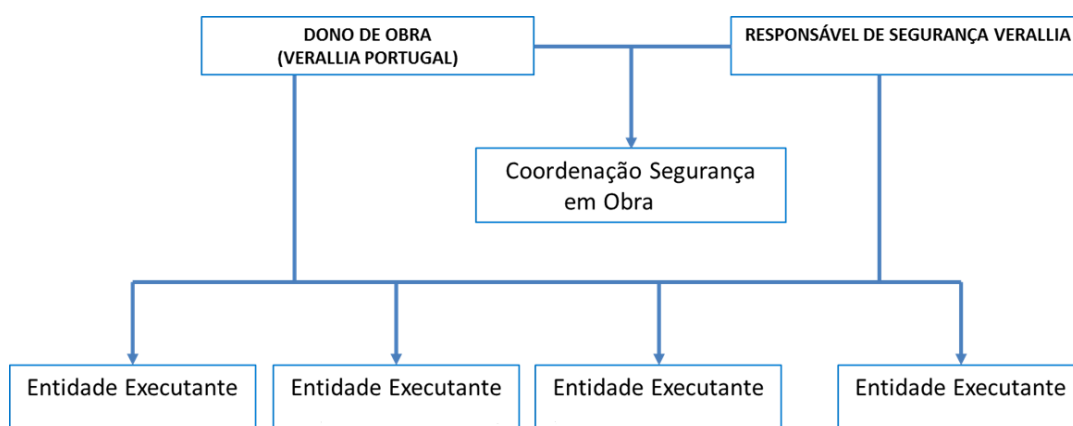 DONO DE OBRA
(VERALLIA PORTUGAL)
RESPONSÁVEL DE SEGURANÇA VERALLIA
Coordenação Segurança
em Obra
Entidade Executante
Entidade Executante
Entidade Executante
Entidade Executante